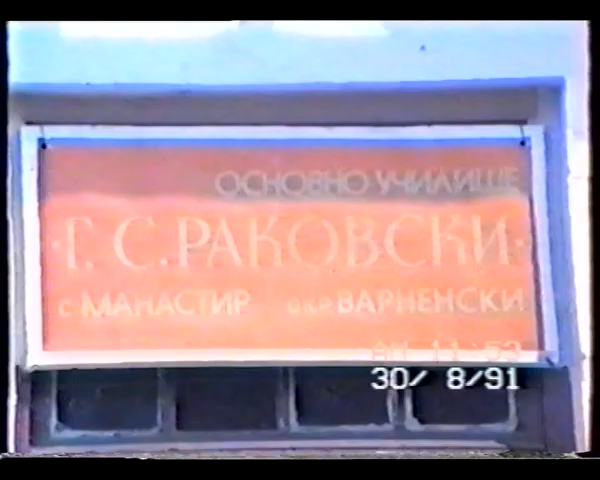 ОСНОВНО УЧИЛИЩЕ
·Г. С. РАКОВСКИ·
с МАНАСТИР окр ВАРНЕНСКИ
AM 11:53
30/ 8/91